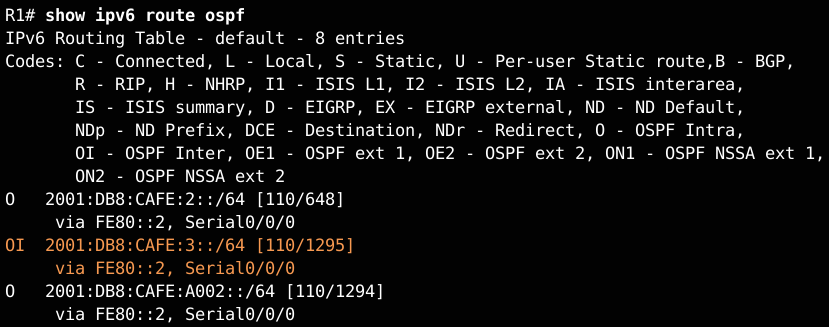 R1# show ipv6 route ospf
IPv6 Routing Table - default - 8 entries
Codes: C - Connected, L - Local, S - Static, U - Per-user Static route,B - BGP,
R - RIP, H - NHRP, I1 - ISIS L1, I2 - ISIS L2, IA - ISIS interarea,
IS - ISIS summary, D - EIGRP, EX - EIGRP external, ND - ND Default,
NDp - ND Prefix, DCE - Destination, NDr - Redirect, O - OSPF Intra,
OI - OSPF Inter, OE1 - OSPF ext 1, OE2 - OSPF ext 2, ON1 - OSPF NSSA ext 1,
ON2 - OSPF NSSA ext 2
O 2001:DB8:CAFE:2::/64 [110/648]
via FE80::2, Serial0/0/0
OI 2001:DB8:CAFE:3::/64 [110/1295]
via FE80::2, Serial0/0/0
O 2001:DB8:CAFE:A002::/64 [110/1294]
via FE80::2, Serial0/0/0